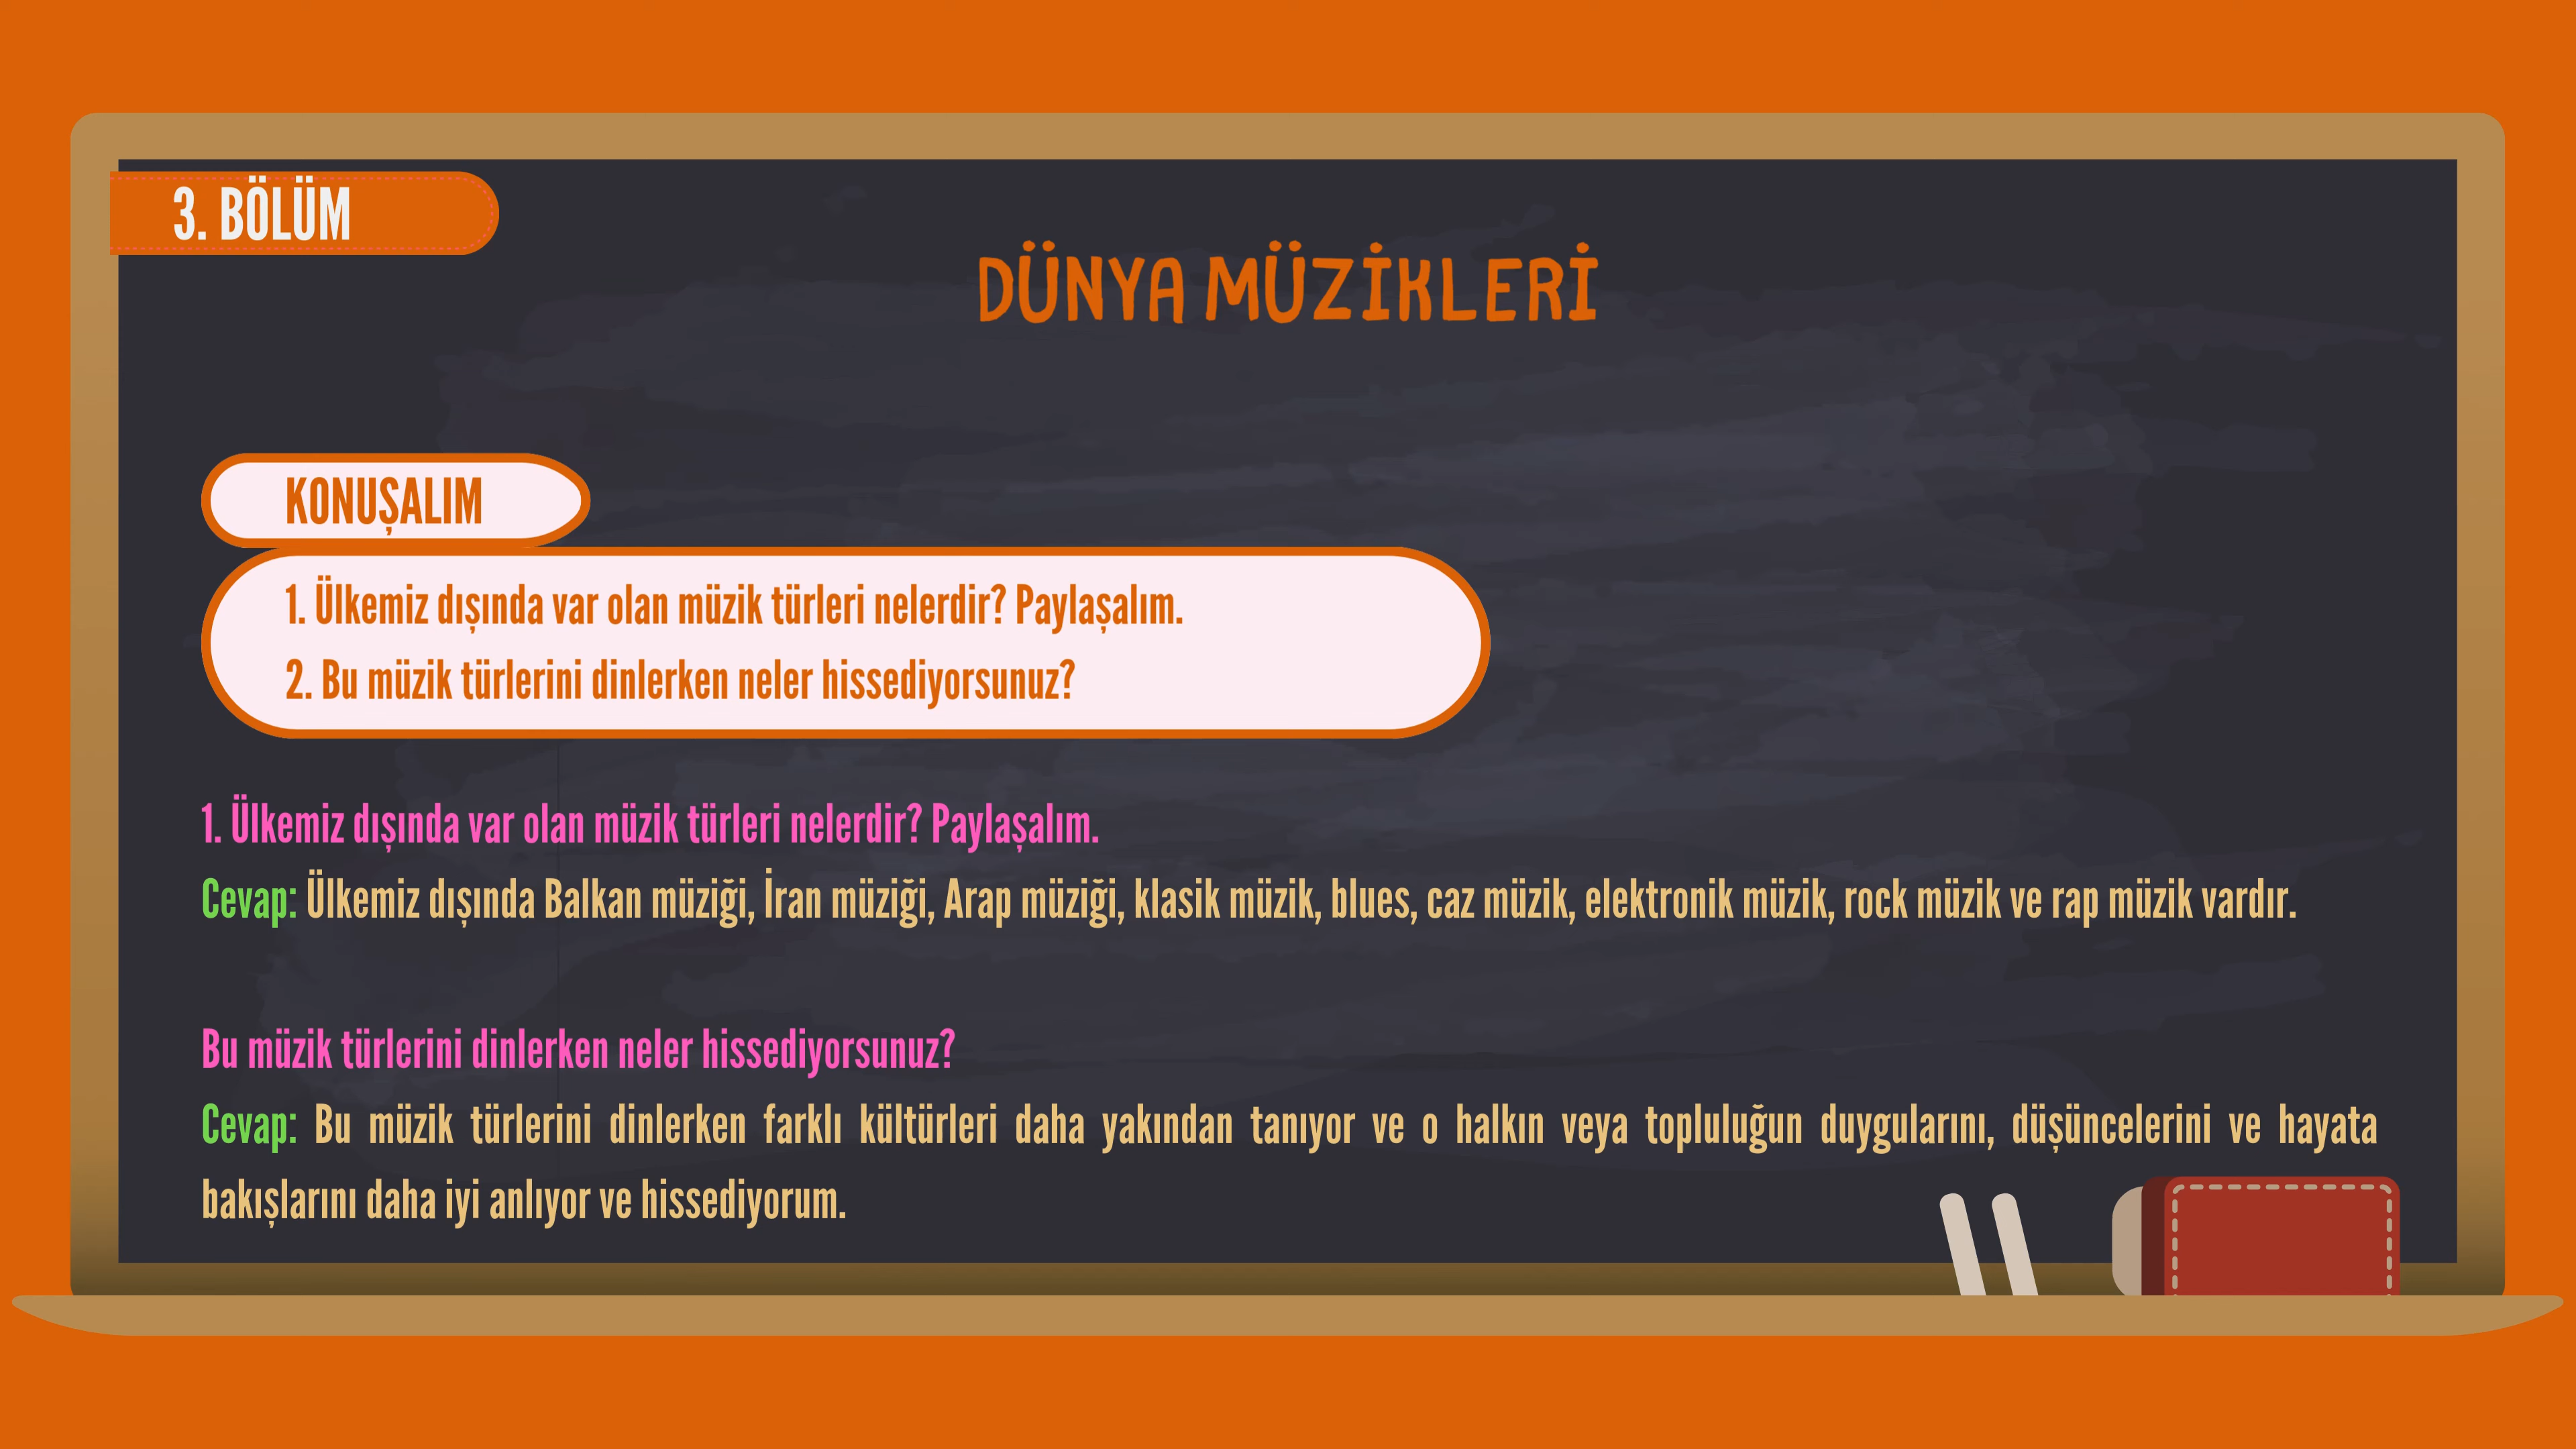 3. BÖLÜM
DÜNYA MÜZİKLERİ
KONUŞALIM
1. Ülkemiz dışında var olan müzik türleri nelerdir? Paylaşalım.
2. Bu müzik türlerini dinlerken neler hissediyorsunuz?
1. Ülkemiz dışında var olan müzik türleri nelerdir? Paylaşalım.
Cevap: Ülkemiz dışında Balkan müziği, İran müziği, Arap müziği, klasik müzik, blues, caz müzik, elektronik müzik, rock müzik ve rap müzik vardır.
Bu müzik türlerini dinlerken neler hissediyorsunuz?
Cevap: Bu müzik türlerini dinlerken farklı kültürleri daha yakından tanıyor ve o halkın veya topluluğun duygularını, düşüncelerini ve hayata
bakışlarını daha iyi anlıyor ve hissediyorum.